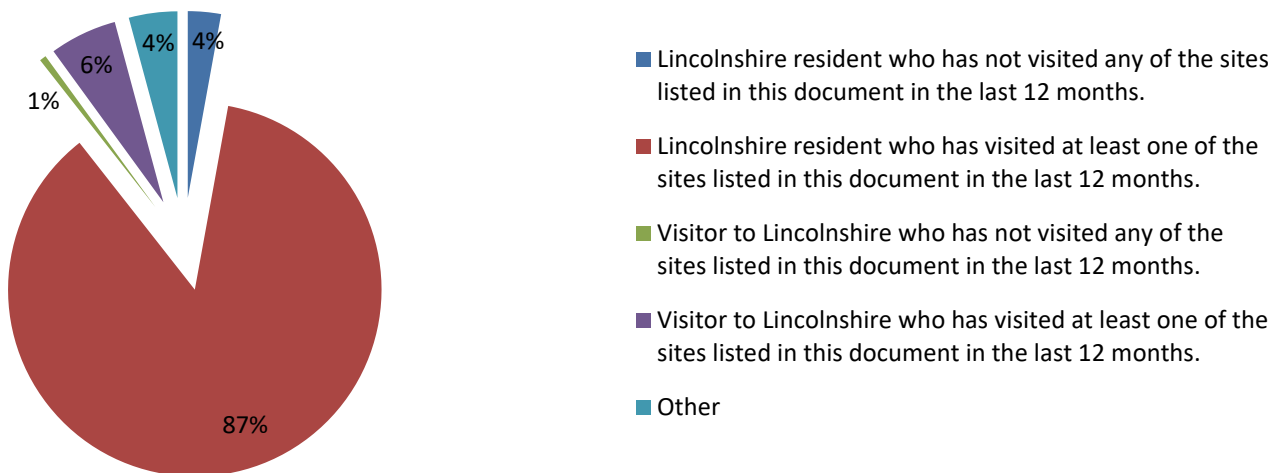 4%
4%
6%
1%
87%
Lincolnshire resident who has not visited any of the sites
listed in this document in the last 12 months.
Lincolnshire resident who has visited at least one of the
sites listed in this document in the last 12 months.
Visitor to Lincolnshire who has not visited any of the
sites listed in this document in the last 12 months.
Visitor to Lincolnshire who has visited at least one of the
sites listed in this document in the last 12 months.
Other